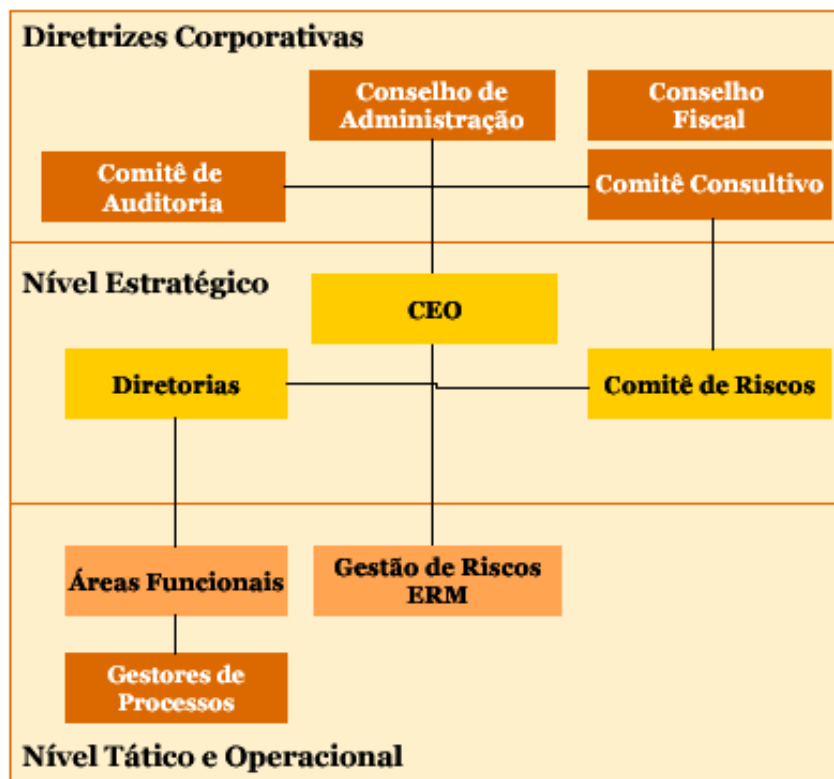 Diretrizes Corporativas
Conselho de
Administração
Conselho
Fiscal
Comitê de
Auditoria
Comitê Consultivo
Nível Estratégico
CEO
Diretorias
Comitê de Riscos
Áreas Funcionais
Gestão de Riscos
ERM
Gestores de
Processos
Nível Tático e Operacional